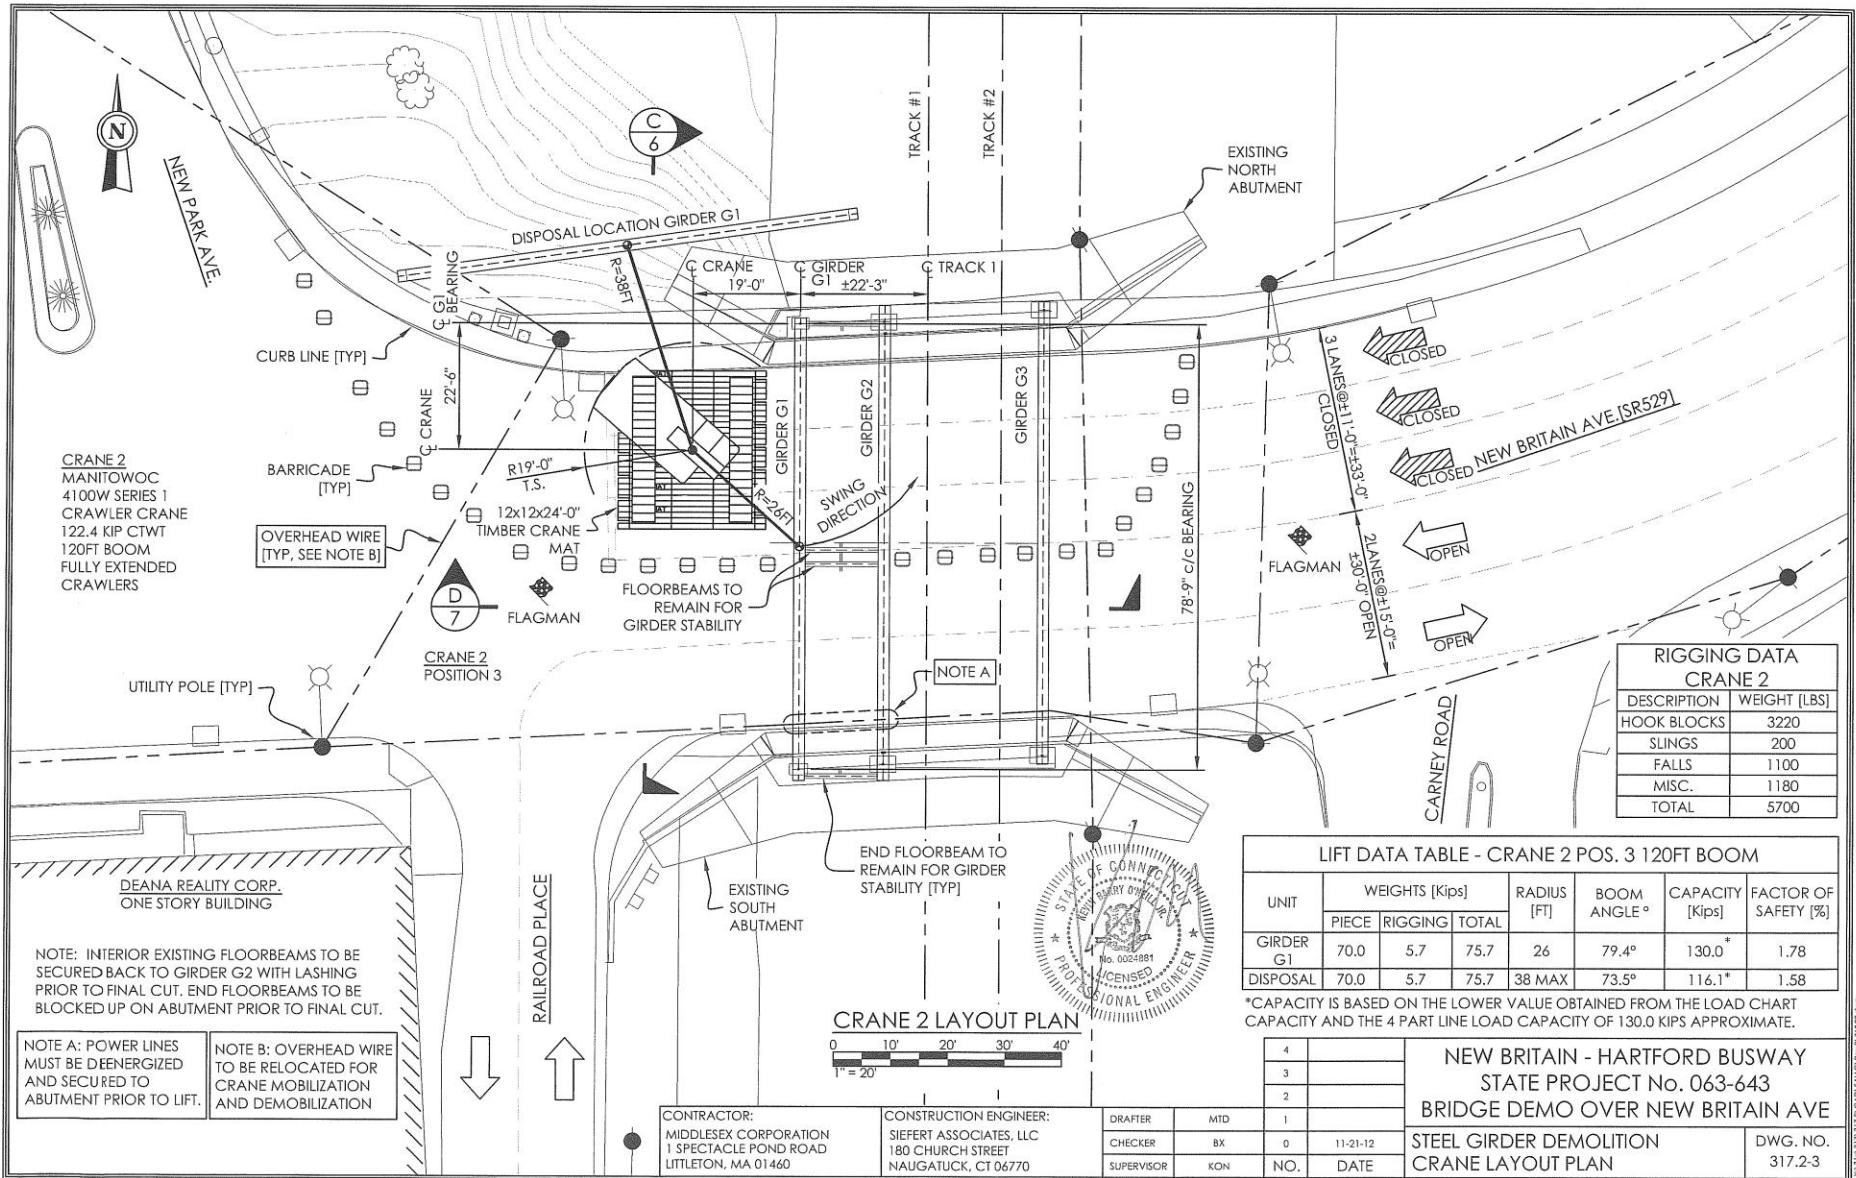 TRACK #1
TRACK #2
C
6
N
NEW PARK AVE.
EXISTING
NORTH
ABUTMENT
DISPOSAL LOCATION GIRDER G1
R=38FT
℄ G1
BEARING
℄ CRANE
19'-0"
℄ GIRDER
G1
±22'-3"
℄ TRACK 1
CURB LINE [TYP]
22'-6"
℄ CRANE
GIRDER G1
GIRDER G2
GIRDER G3
3 LANES@±11'-0"=±33'-0"
CLOSED
CLOSED
CLOSED
CLOSED
NEW BRITAIN AVE.[SR529]
CRANE 2
MANITOWOC
4100W SERIES 1
CRAWLER CRANE
122.4 KIP CTWT
120FT BOOM
FULLY EXTENDED
CRAWLERS
BARRICADE
[TYP]
R19'-0"
T.S.
12x12x24'-0"
TIMBER CRANE
MAT
R=26FT
SWING
DIRECTION
78'-9" c/c BEARING
OVERHEAD WIRE
[TYP, SEE NOTE B]
D
7
FLAGMAN
FLOORBEAMS TO
REMAIN FOR
GIRDER STABILITY
FLAGMAN
OPEN
2LANES@±15'-0"=
±30'-0" OPEN
OPEN
CRANE 2
POSITION 3
UTILITY POLE [TYP]
NOTE A
CARNEY ROAD
RIGGING DATA
CRANE 2
DESCRIPTION WEIGHT [LBS]
HOOK BLOCKS 3220
SLINGS 200
FALLS 1100
MISC. 1180
TOTAL 5700
DEANA REALITY CORP.
ONE STORY BUILDING
RAILROAD PLACE
EXISTING
SOUTH
ABUTMENT
END FLOORBEAM TO
REMAIN FOR GIRDER
STABILITY [TYP]
STATE OF CONNECTICUT
KEVIN BARRY O'NEILL JR.
No. 0024881
LICENSED
PROFESSIONAL ENGINEER
LIFT DATA TABLE - CRANE 2 POS. 3 120FT BOOM
UNIT WEIGHTS [Kips] RADIUS [FT] BOOM ANGLE ° CAPACITY [Kips] FACTOR OF SAFETY [%]
PIECE RIGGING TOTAL
GIRDER G1 70.0 5.7 75.7 26 79.4° 130.0* 1.78
DISPOSAL 70.0 5.7 75.7 38 MAX 73.5° 116.1* 1.58
*CAPACITY IS BASED ON THE LOWER VALUE OBTAINED FROM THE LOAD CHART
CAPACITY AND THE 4 PART LINE LOAD CAPACITY OF 130.0 KIPS APPROXIMATE.
NOTE: INTERIOR EXISTING FLOORBEAMS TO BE
SECURED BACK TO GIRDER G2 WITH LASHING
PRIOR TO FINAL CUT. END FLOORBEAMS TO BE
BLOCKED UP ON ABUTMENT PRIOR TO FINAL CUT.
NOTE A: POWER LINES
MUST BE DEENERGIZED
AND SECURED TO
ABUTMENT PRIOR TO LIFT.
NOTE B: OVERHEAD WIRE
TO BE RELOCATED FOR
CRANE MOBILIZATION
AND DEMOBILIZATION
CRANE 2 LAYOUT PLAN
0 10' 20' 30' 40'
1" = 20'
CONTRACTOR:
MIDDLESEX CORPORATION
1 SPECTACLE POND ROAD
LITTLETON, MA 01460
CONSTRUCTION ENGINEER:
SIEFERT ASSOCIATES, LLC
180 CHURCH STREET
NAUGATUCK, CT 06770
DRAFTER MTD
CHECKER BX
SUPERVISOR KON
4
3
2
1
0 11-21-12
NO. DATE
NEW BRITAIN - HARTFORD BUSWAY
STATE PROJECT No. 063-643
BRIDGE DEMO OVER NEW BRITAIN AVE
STEEL GIRDER DEMOLITION
CRANE LAYOUT PLAN
DWG. NO.
317.2-3